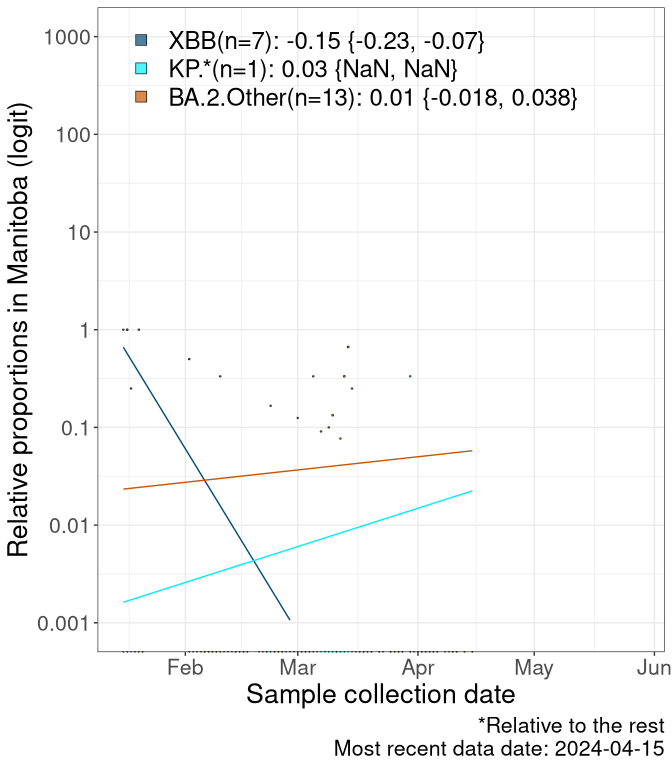 XBB(n=7): -0.15 {-0.23, -0.07}
KP.*(n=1): 0.03 {NaN, NaN}
BA.2.Other(n=13): 0.01 {-0.018, 0.038}
Relative proportions in Manitoba (logit)
1000
100
10
1
0.1
0.01
0.001
Feb Mar Apr May Jun
Sample collection date
*Relative to the rest
Most recent data date: 2024-04-15